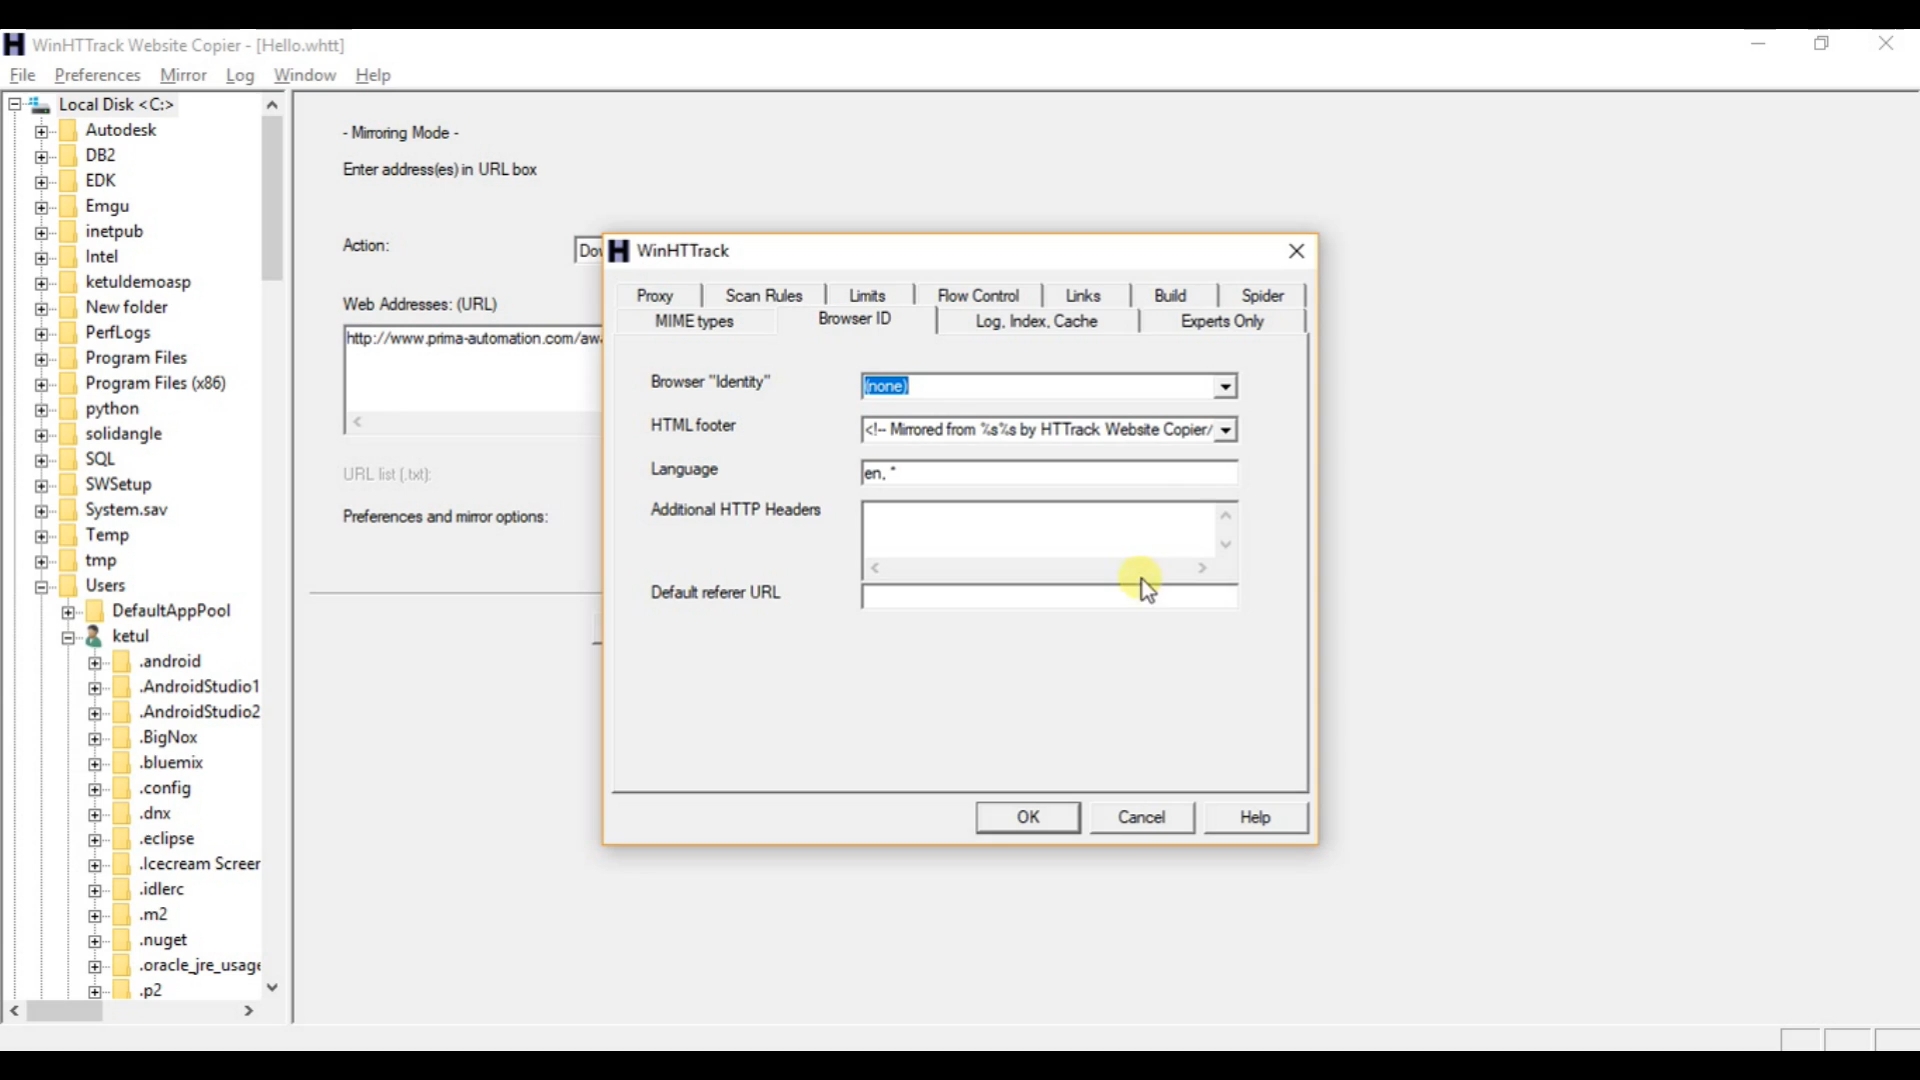 WinHTTrack Website Copier - [Hello.whtt]
File Preferences Mirror Log Window Help
Local Disk <C:>
Autodesk
DB2
EDK
Emgu
inetpub
Intel
ketuldemoasp
New folder
PerfLogs
Program Files
Program Files (x86)
python
solidangle
SQL
SWSetup
System.sav
Temp
tmp
Users
DefaultAppPool
ketul
.android
.AndroidStudio1
.AndroidStudio2
.BigNox
.bluemix
.config
.dnx
.eclipse
.Icecream Screen
.idlerc
.m2
.nuget
.oracle_jre_usage
.p2
- Mirroring Mode -
Enter address(es) in URL box
Action:
Dow
Web Addresses: (URL)
http://www.prima-automation.com/awa
URL list (.txt):
Preferences and mirror options:
WinHTTrack
Proxy Scan Rules Limits Flow Control Links Build Spider
MIME types Browser ID Log, Index, Cache Experts Only
Browser "Identity" (none)
HTML footer <!-- Mirrored from %s%s by HTTrack Website Copier/
Language en, *
Additional HTTP Headers
Default referer URL
OK Cancel Help